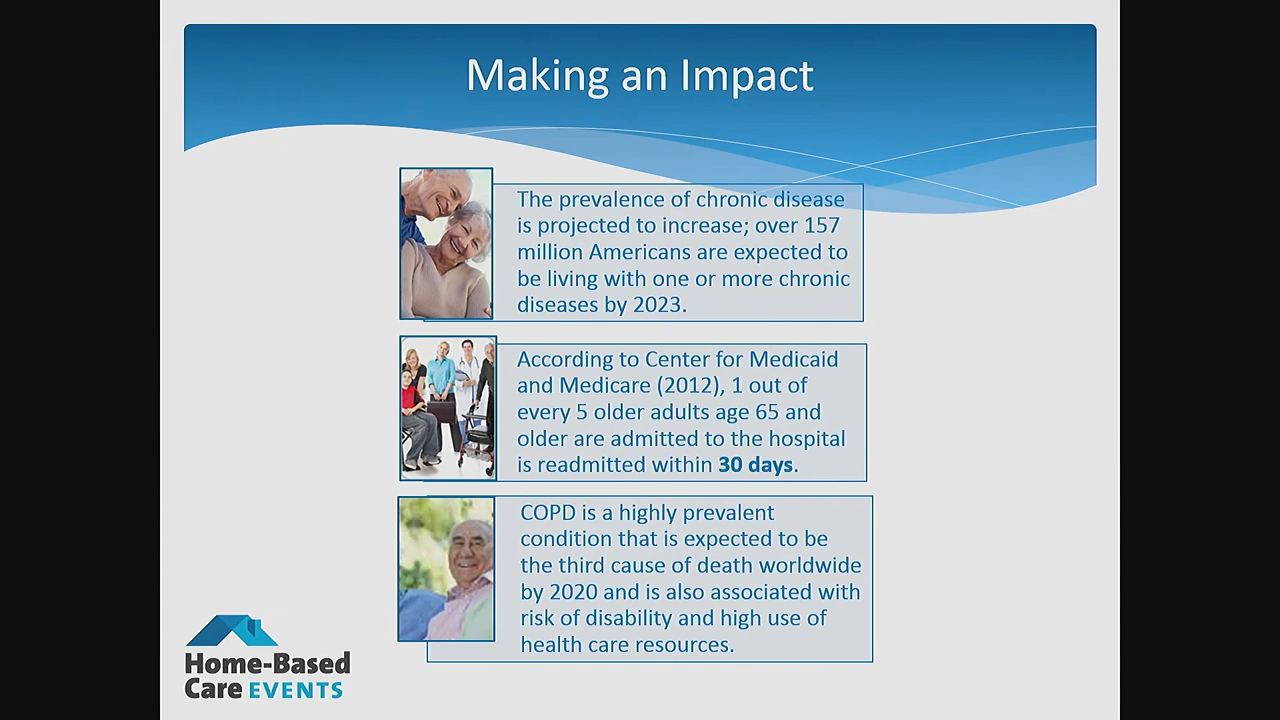 Making an Impact
The prevalence of chronic disease
is projected to increase; over 157
million Americans are expected to
be living with one or more chronic
diseases by 2023.
According to Center for Medicaid
and Medicare (2012), 1 out of
every 5 older adults age 65 and
older are admitted to the hospital
is readmitted within 30 days.
COPD is a highly prevalent
condition that is expected to be
the third cause of death worldwide
by 2020 and is also associated with
risk of disability and high use of
health care resources.
Home-Based
Care EVENTS